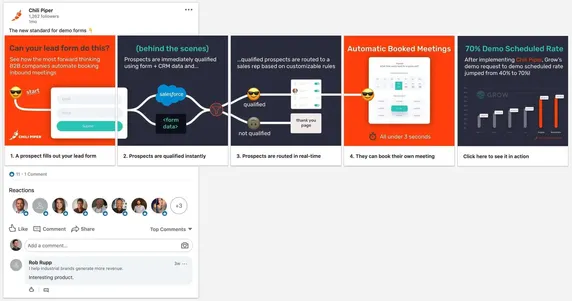 Chili Piper
1,262 followers
1mo
The new standard for demo forms 👇
Can your lead form do this?
See how the most forward thinking
B2B companies automate booking
inbound meetings
start
Submit
CHILI PIPER
1. A prospect fills out your lead form
(behind the scenes)
Prospects are immediately qualified
using form + CRM data and...
salesforce
<form
data>
2. Prospects are qualified instantly
...qualified prospects are routed to a
sales rep based on customizable rules
qualified
not qualified
thank you
page
3. Prospects are routed in real-time
Automatic Booked Meetings
All under 3 seconds
4. They can book their own meeting
70% Demo Scheduled Rate
After implementing Chili Piper, Grow's
demo request to demo scheduled rate
jumped from 40% to 70%!
GROW
Click here to see it in action
11 · 1 Comment
Reactions
+3
Like
Comment
Share
Top Comments
Add a comment...
Rob Rupp
I help industrial brands generate more revenue.
3w
Interesting product.